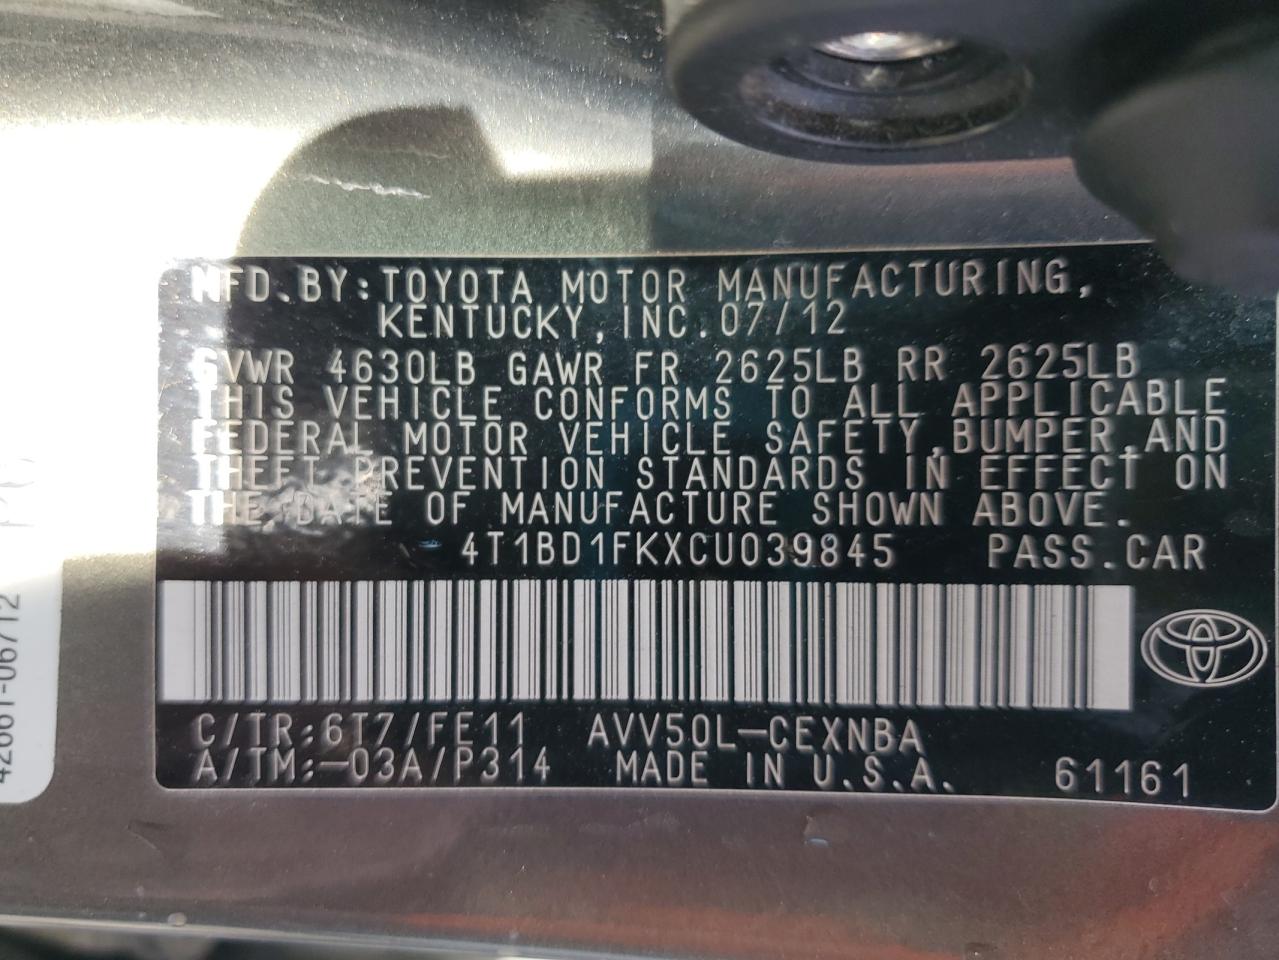 MFD.BY:TOYOTA MOTOR MANUFACTURING,
KENTUCKY,INC.07/12
GVWR 4630LB GAWR FR 2625LB RR 2625LB
THIS VEHICLE CONFORMS TO ALL APPLICABLE
FEDERAL MOTOR VEHICLE SAFETY,BUMPER,AND
THEFT PREVENTION STANDARDS IN EFFECT ON
THE DATE OF MANUFACTURE SHOWN ABOVE.
4T1BD1FKXCU039845 PASS.CAR
C/TR:6T7/FE11 AVV50L-CEXNBA
A/TM:-03A/P314 MADE IN U.S.A. 61161
42661-06712